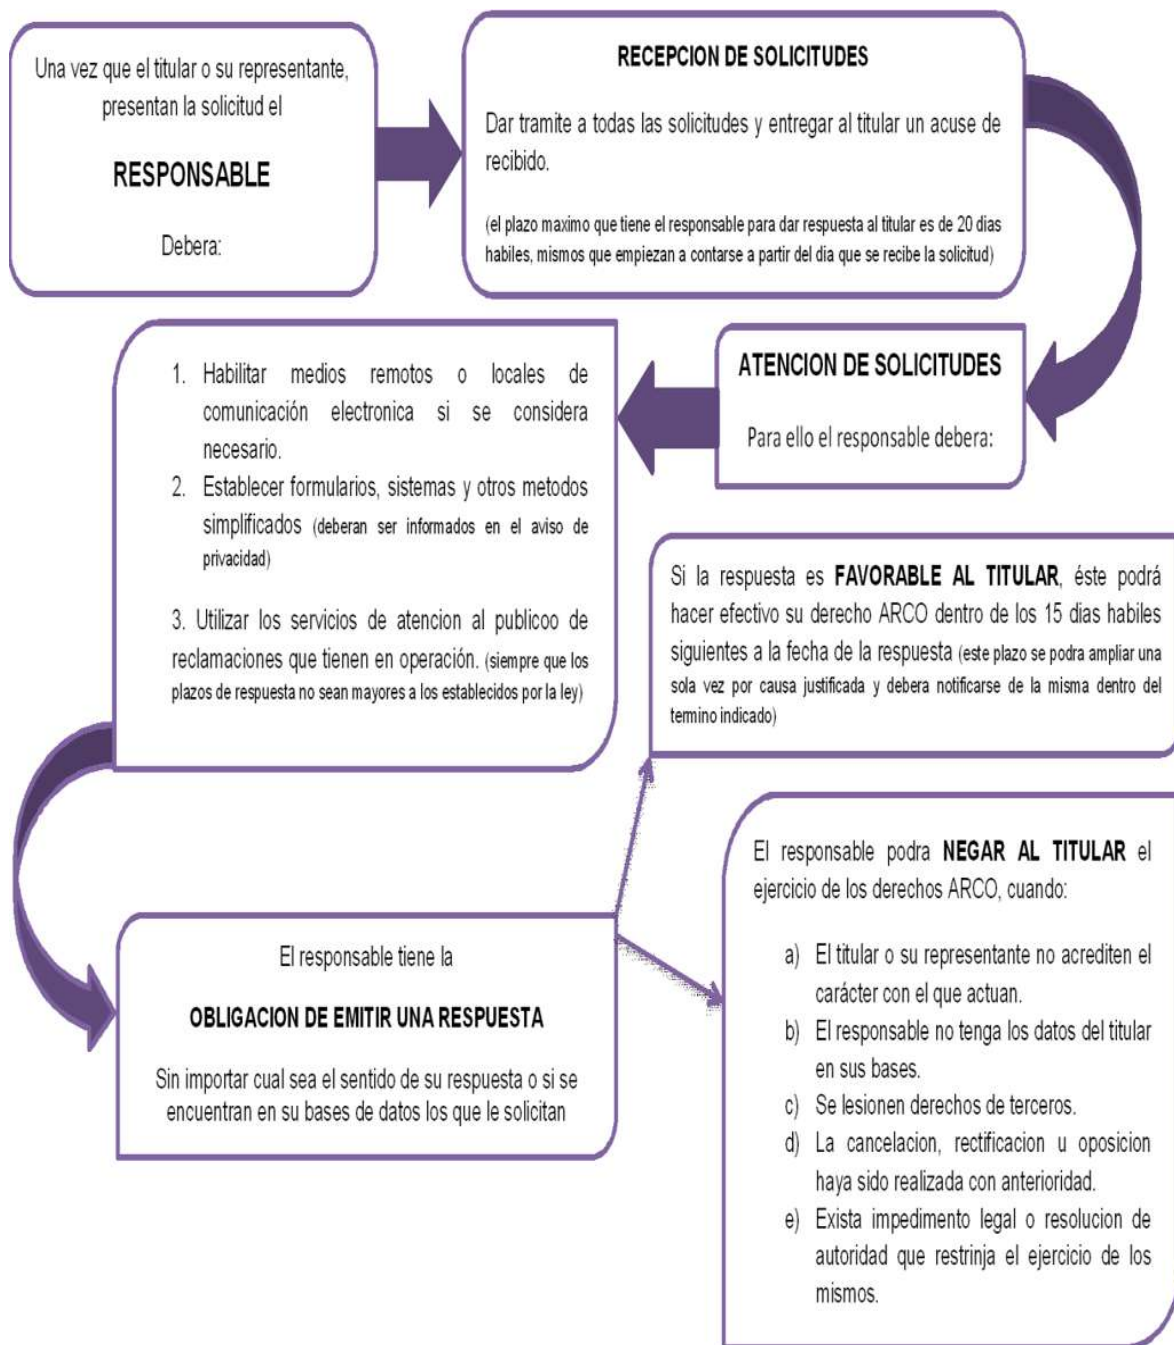 Una vez que el titular o su representante,
presentan la solicitud el
RESPONSABLE
Debera:
RECEPCION DE SOLICITUDES
Dar tramite a todas las solicitudes y entregar al titular un acuse de
recibido.
(el plazo maximo que tiene el responsable para dar respuesta al titular es de 20 dias
habiles, mismos que empiezan a contarse a partir del dia que se recibe la solicitud)
ATENCION DE SOLICITUDES
Para ello el responsable debera:
1. Habilitar medios remotos o locales de
comunicación electronica si se considera
necesario.
2. Establecer formularios, sistemas y otros metodos
simplificados (deberan ser informados en el aviso de
privacidad)
3. Utilizar los servicios de atencion al publicoo de
reclamaciones que tienen en operación. (siempre que los
plazos de respuesta no sean mayores a los establecidos por la ley)
El responsable tiene la
OBLIGACION DE EMITIR UNA RESPUESTA
Sin importar cual sea el sentido de su respuesta o si se
encuentran en su bases de datos los que le solicitan
Si la respuesta es FAVORABLE AL TITULAR, éste podrá
hacer efectivo su derecho ARCO dentro de los 15 dias habiles
siguientes a la fecha de la respuesta (este plazo se podra ampliar una
sola vez por causa justificada y debera notificarse de la misma dentro del
termino indicado)
El responsable podra NEGAR AL TITULAR el
ejercicio de los derechos ARCO, cuando:
a) El titular o su representante no acrediten el
carácter con el que actuan.
b) El responsable no tenga los datos del titular
en sus bases.
c) Se lesionen derechos de terceros.
d) La cancelacion, rectificacion u oposicion
haya sido realizada con anterioridad.
e) Exista impedimento legal o resolucion de
autoridad que restrinja el ejercicio de los
mismos.